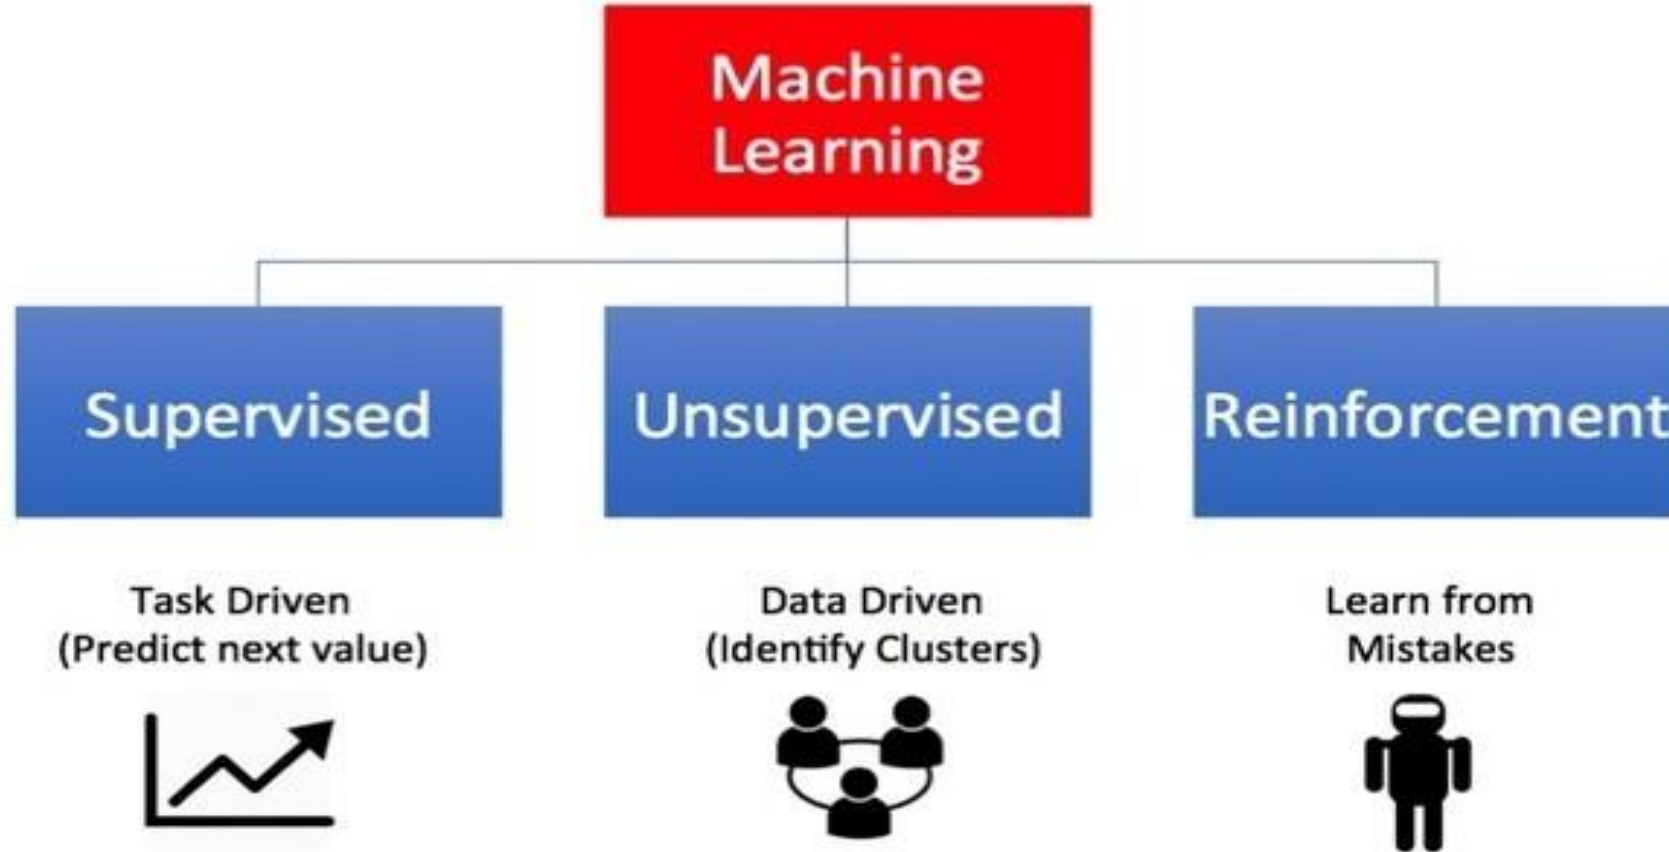 Machine
Learning
Supervised
Unsupervised
Reinforcement
Task Driven
(Predict next value)
Data Driven
(Identify Clusters)
Learn from
Mistakes